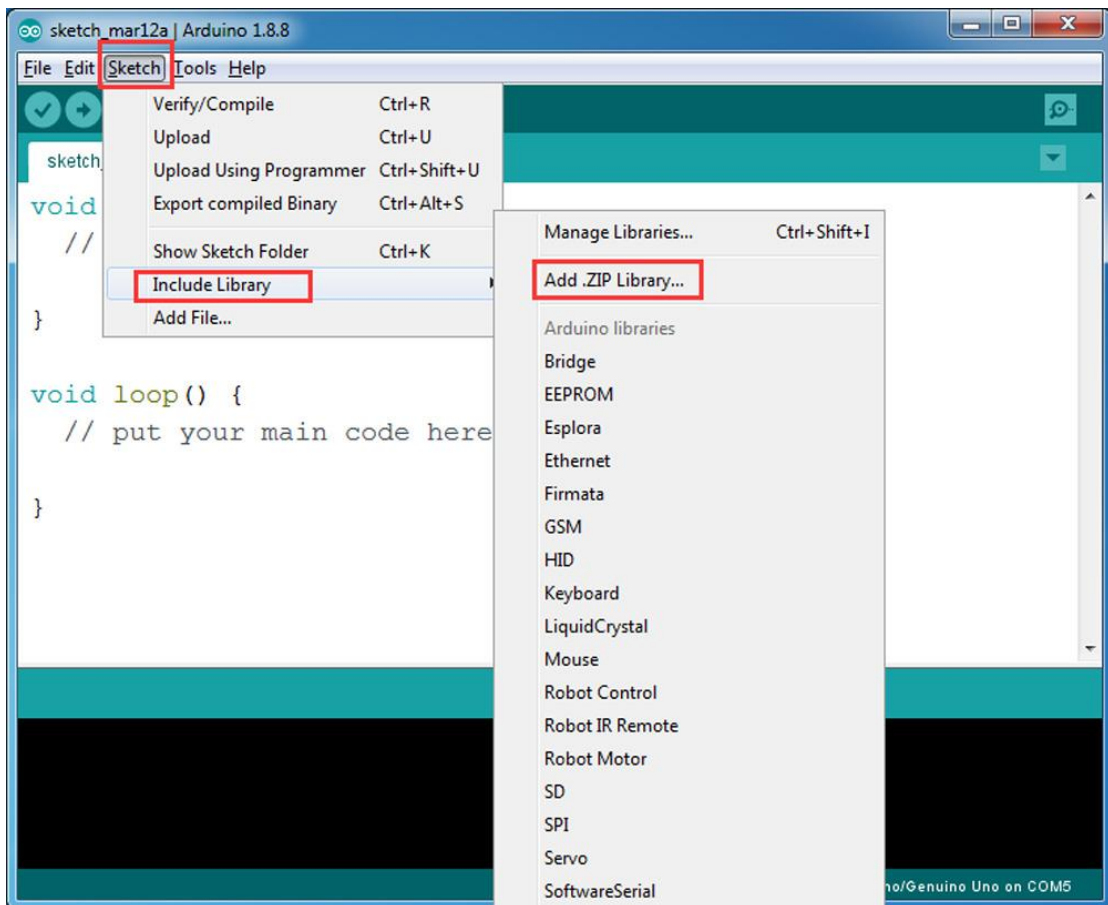 sketch_mar12a | Arduino 1.8.8
File Edit Sketch Tools Help
Verify/Compile Ctrl+R
Upload Ctrl+U
Upload Using Programmer Ctrl+Shift+U
Export compiled Binary Ctrl+Alt+S
Show Sketch Folder Ctrl+K
Include Library
Add File...
sketch_
void
//
}
void loop() {
// put your main code here
}
Manage Libraries... Ctrl+Shift+I
Add .ZIP Library...
Arduino libraries
Bridge
EEPROM
Esplora
Ethernet
Firmata
GSM
HID
Keyboard
LiquidCrystal
Mouse
Robot Control
Robot IR Remote
Robot Motor
SD
SPI
Servo
SoftwareSerial
no/Genuino Uno on COM5